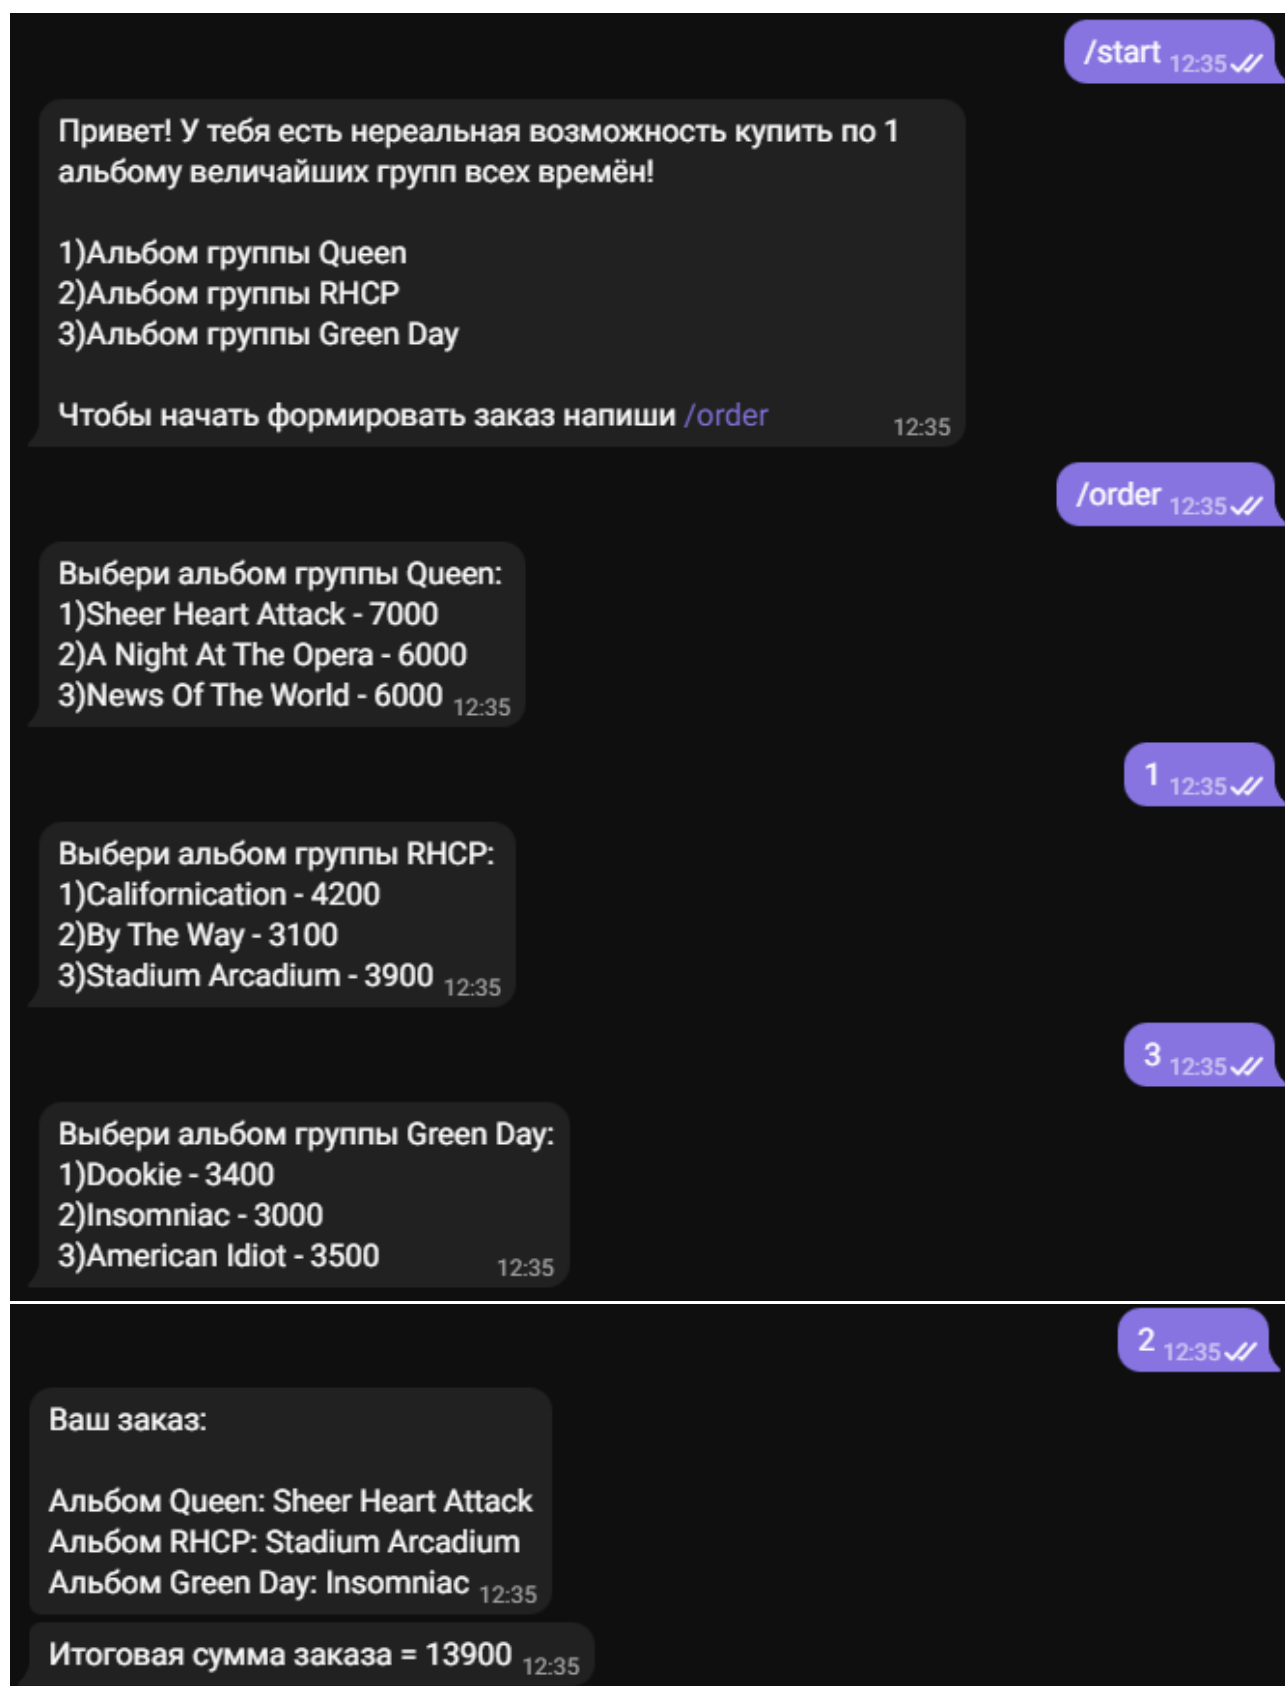 /start 12:35
Привет! У тебя есть нереальная возможность купить по 1
альбому величайших групп всех времён!
1)Альбом группы Queen
2)Альбом группы RHCP
3)Альбом группы Green Day
Чтобы начать формировать заказ напиши /order 12:35
/order 12:35
Выбери альбом группы Queen:
1)Sheer Heart Attack - 7000
2)A Night At The Opera - 6000
3)News Of The World - 6000 12:35
1 12:35
Выбери альбом группы RHCP:
1)Californication - 4200
2)By The Way - 3100
3)Stadium Arcadium - 3900 12:35
3 12:35
Выбери альбом группы Green Day:
1)Dookie - 3400
2)Insomniac - 3000
3)American Idiot - 3500 12:35
2 12:35
Ваш заказ:
Альбом Queen: Sheer Heart Attack
Альбом RHCP: Stadium Arcadium
Альбом Green Day: Insomniac 12:35
Итоговая сумма заказа = 13900 12:35